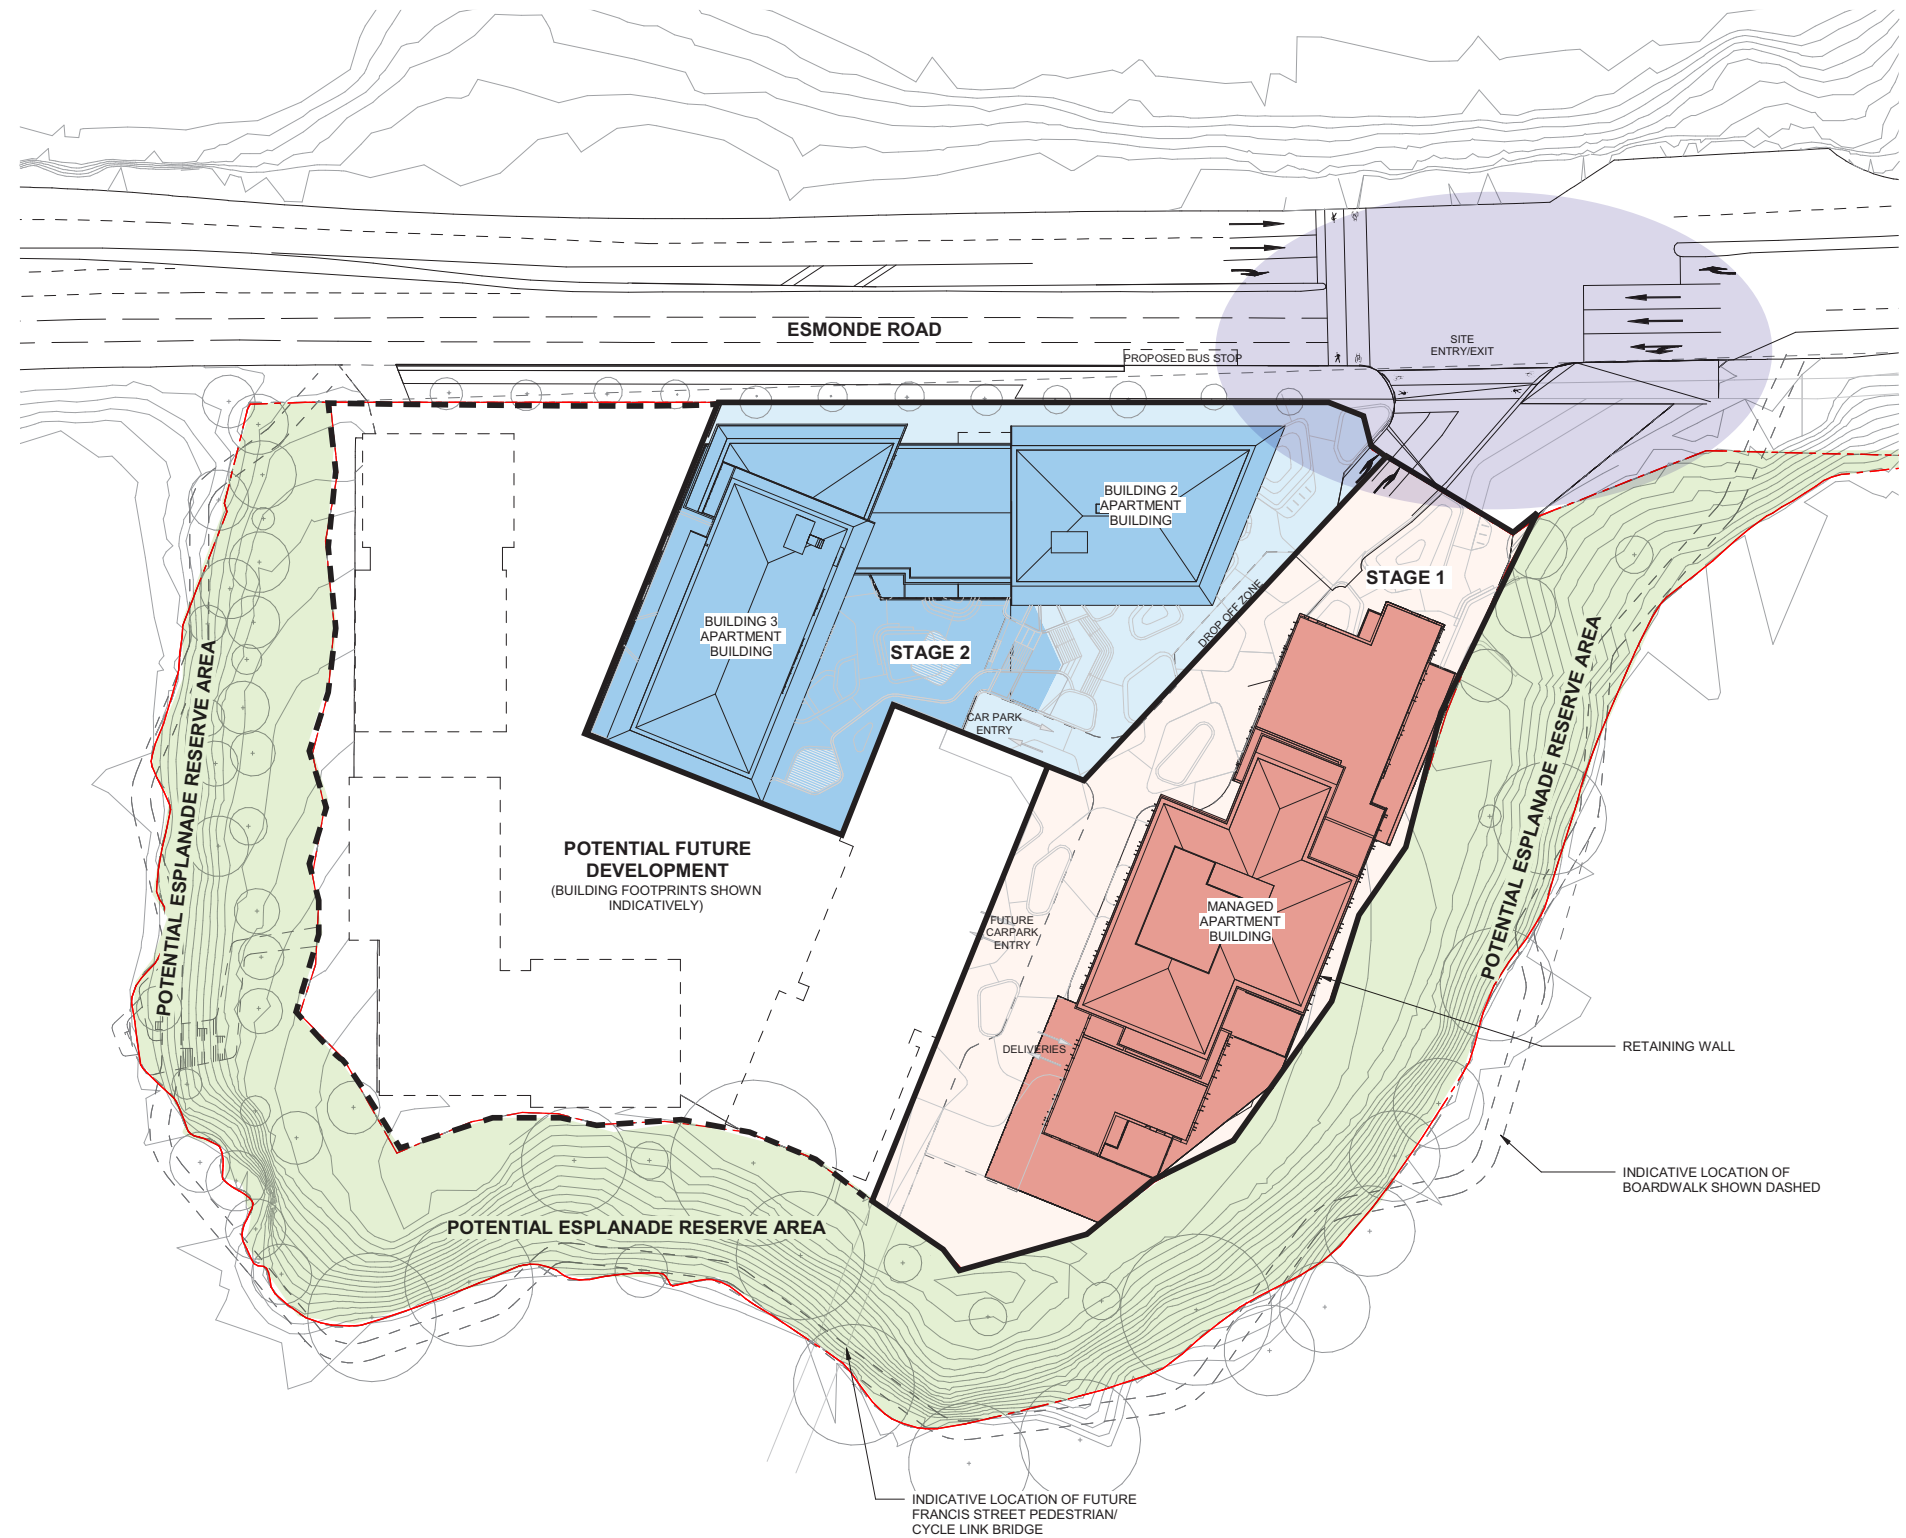 ESMONDE ROAD
PROPOSED BUS STOP
SITE
ENTRY/EXIT
BUILDING 2
APARTMENT
BUILDING
STAGE 1
DROP OFF ZONE
BUILDING 3
APARTMENT
BUILDING
STAGE 2
CAR PARK
ENTRY
POTENTIAL ESPLANADE RESERVE AREA
POTENTIAL FUTURE
DEVELOPMENT
(BUILDING FOOTPRINTS SHOWN
INDICATIVELY)
FUTURE
CARPARK
ENTRY
MANAGED
APARTMENT
BUILDING
POTENTIAL ESPLANADE RESERVE AREA
DELIVERIES
RETAINING WALL
INDICATIVE LOCATION OF
BOARDWALK SHOWN DASHED
POTENTIAL ESPLANADE RESERVE AREA
INDICATIVE LOCATION OF FUTURE
FRANCIS STREET PEDESTRIAN/
CYCLE LINK BRIDGE